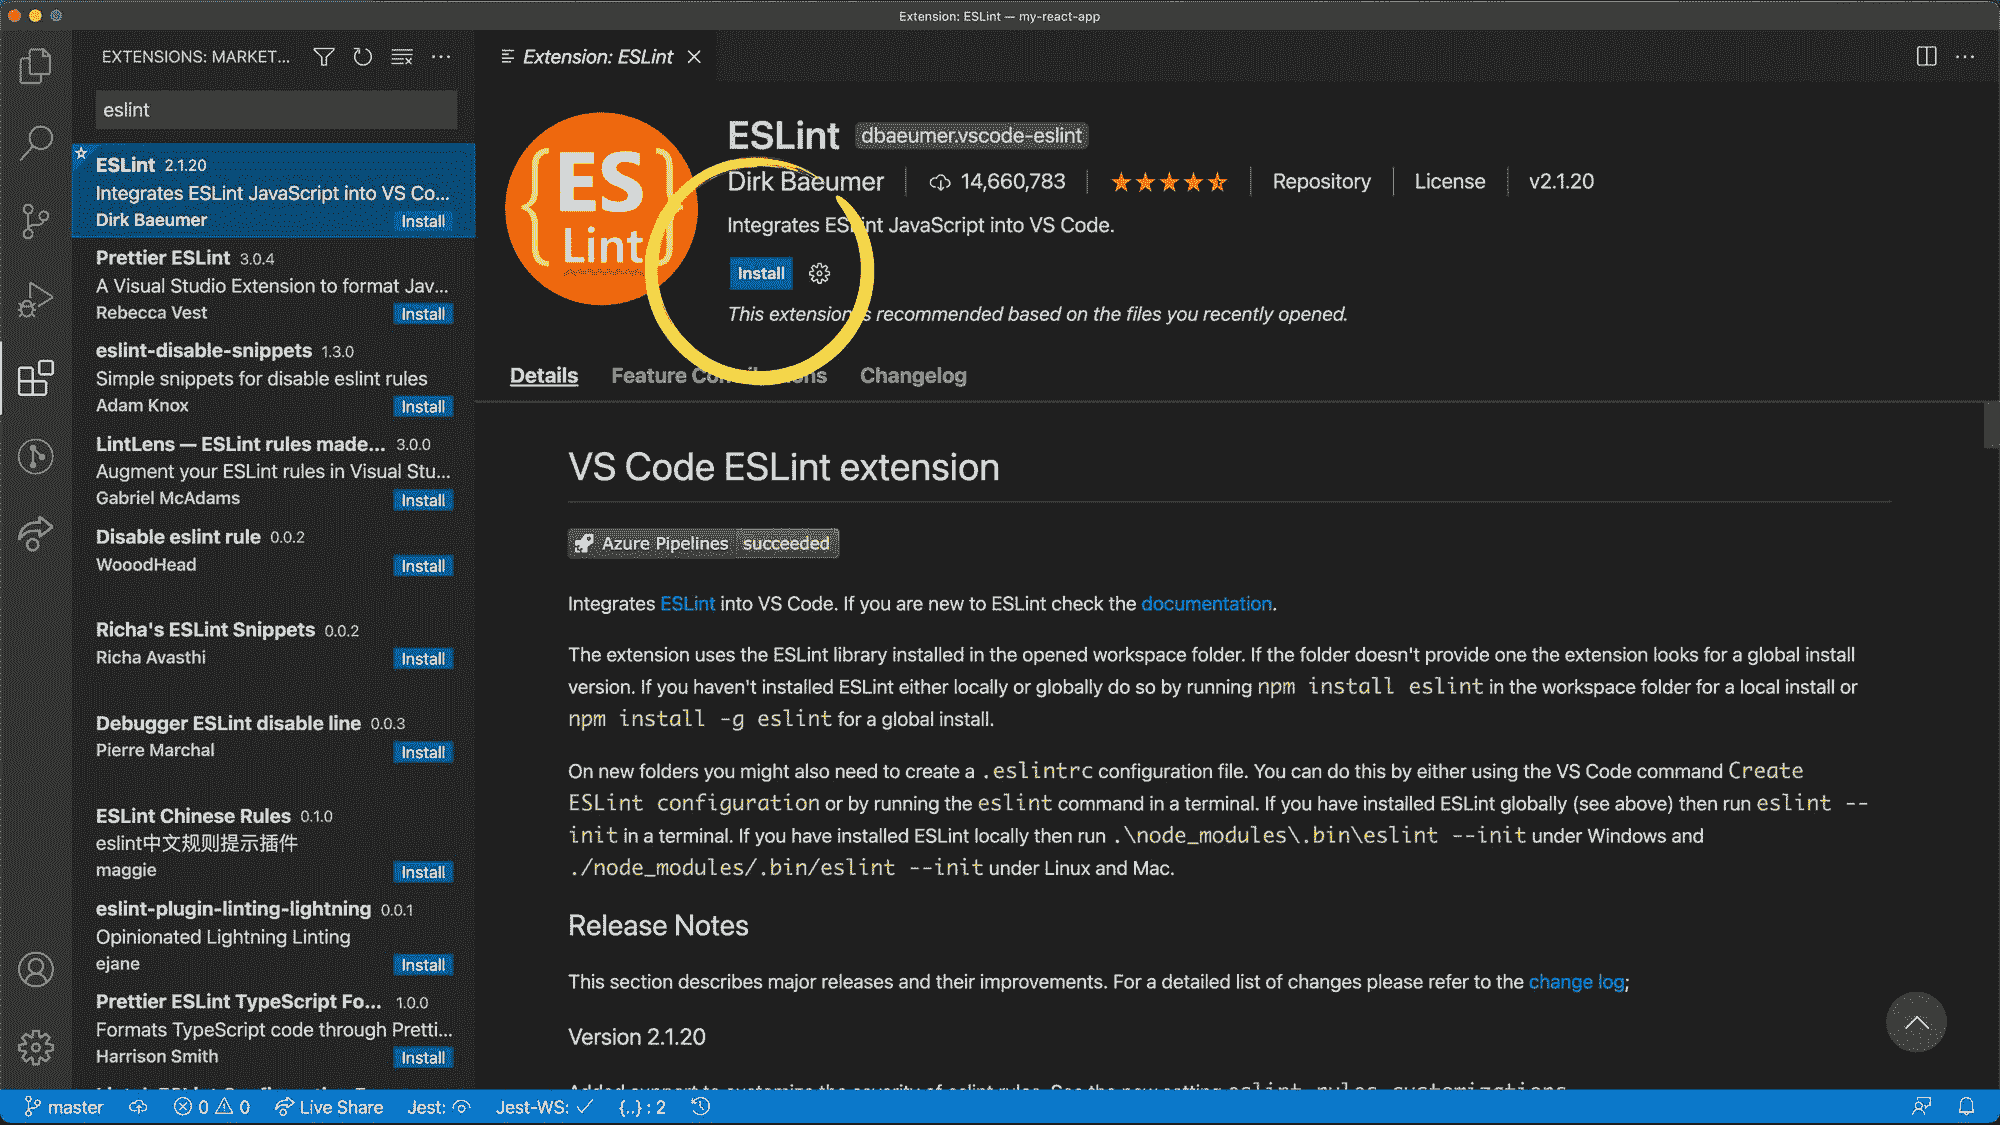 Extension: ESLint — my-react-app
EXTENSIONS: MARKET...
Extension: ESLint
eslint
ESLint 2.1.20
Integrates ESLint JavaScript into VS Co...
Dirk Baeumer
Install
Prettier ESLint 3.0.4
A Visual Studio Extension to format Jav...
Rebecca Vest
Install
eslint-disable-snippets 1.3.0
Simple snippets for disable eslint rules
Adam Knox
Install
LintLens — ESLint rules made... 3.0.0
Augment your ESLint rules in Visual Stu...
Gabriel McAdams
Install
Disable eslint rule 0.0.2
WooodHead
Install
Richa's ESLint Snippets 0.0.2
Richa Avasthi
Install
Debugger ESLint disable line 0.0.3
Pierre Marchal
Install
ESLint Chinese Rules 0.1.0
eslint中文规则提示插件
maggie
Install
eslint-plugin-linting-lightning 0.0.1
Opinionated Lightning Linting
ejane
Install
Prettier ESLint TypeScript Fo... 1.0.0
Formats TypeScript code through Pretti...
Harrison Smith
Install
{ES Lint}
ESLint dbaeumer.vscode-eslint
Dirk Baeumer 14,660,783 Repository License v2.1.20
Integrates ESLint JavaScript into VS Code.
Install
This extension is recommended based on the files you recently opened.
Details Feature Contributions Changelog
VS Code ESLint extension
Azure Pipelines succeeded
Integrates ESLint into VS Code. If you are new to ESLint check the documentation.
The extension uses the ESLint library installed in the opened workspace folder. If the folder doesn't provide one the extension looks for a global install
version. If you haven't installed ESLint either locally or globally do so by running npm install eslint in the workspace folder for a local install or
npm install -g eslint for a global install.
On new folders you might also need to create a .eslintrc configuration file. You can do this by either using the VS Code command Create
ESLint configuration or by running the eslint command in a terminal. If you have installed ESLint globally (see above) then run eslint --
init in a terminal. If you have installed ESLint locally then run .\node_modules\.bin\eslint --init under Windows and
./node_modules/.bin/eslint --init under Linux and Mac.
Release Notes
This section describes major releases and their improvements. For a detailed list of changes please refer to the change log;
Version 2.1.20
Added support to customize the severity of eslint rules. See the new setting eslint.rules.customizations
master 0 0 Live Share Jest: Jest-WS: {..} : 2